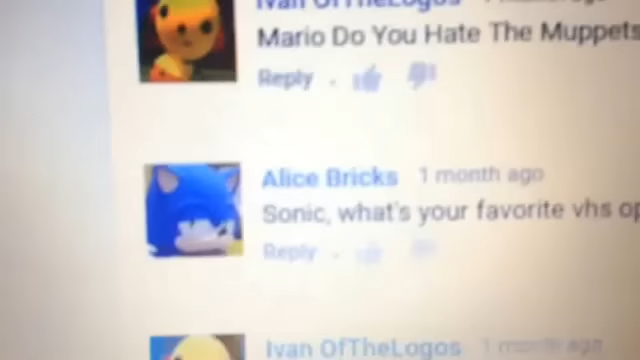 Ivan OfTheLogos
Mario Do You Hate The Muppets
Reply
Alice Bricks 1 month ago
Sonic, what's your favorite vhs op
Reply
Ivan OfTheLogos 1 month ago